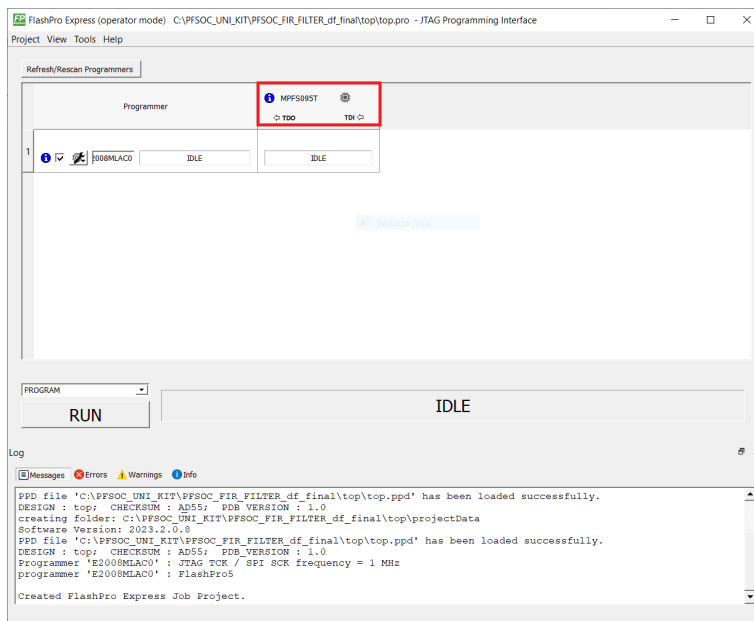 FP FlashPro Express (operator mode) C:\PFSOC_UNI_KIT\PFSOC_FIR_FILTER_df_final\top\top.pro - JTAG Programming Interface
Project View Tools Help
Refresh/Rescan Programmers
Programmer
MPFS095T
TDO TDI
1
2008MLAC0 IDLE IDLE
Window Snip
PROGRAM
RUN
IDLE
Log
Messages Errors Warnings Info
PPD file 'C:\PFSOC_UNI_KIT\PFSOC_FIR_FILTER_df_final\top\top.ppd' has been loaded successfully.
DESIGN : top; CHECKSUM : AD55; PDB_VERSION : 1.0
creating folder: C:\PFSOC_UNI_KIT\PFSOC_FIR_FILTER_df_final\top\projectData
Software Version: 2023.2.0.8
PPD file 'C:\PFSOC_UNI_KIT\PFSOC_FIR_FILTER_df_final\top\top.ppd' has been loaded successfully.
DESIGN : top; CHECKSUM : AD55; PDB_VERSION : 1.0
Programmer 'E2008MLAC0' : JTAG TCK / SPI SCK frequency = 1 MHz
programmer 'E2008MLAC0' : FlashPro5
Created FlashPro Express Job Project.